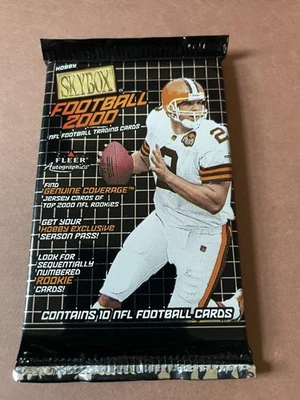 HOBBY
SKYBOX
FOOTBALL
2000
NFL FOOTBALL TRADING CARDS
FLEER
Autographics
FIND
GENUINE COVERAGE™
JERSEY CARDS OF
TOP 2000 NFL ROOKIES
GET YOUR
HOBBY EXCLUSIVE
SEASON PASS!
LOOK FOR
SEQUENTIALLY
NUMBERED
ROOKIE
CARDS!
2
CONTAINS 10 NFL FOOTBALL CARDS